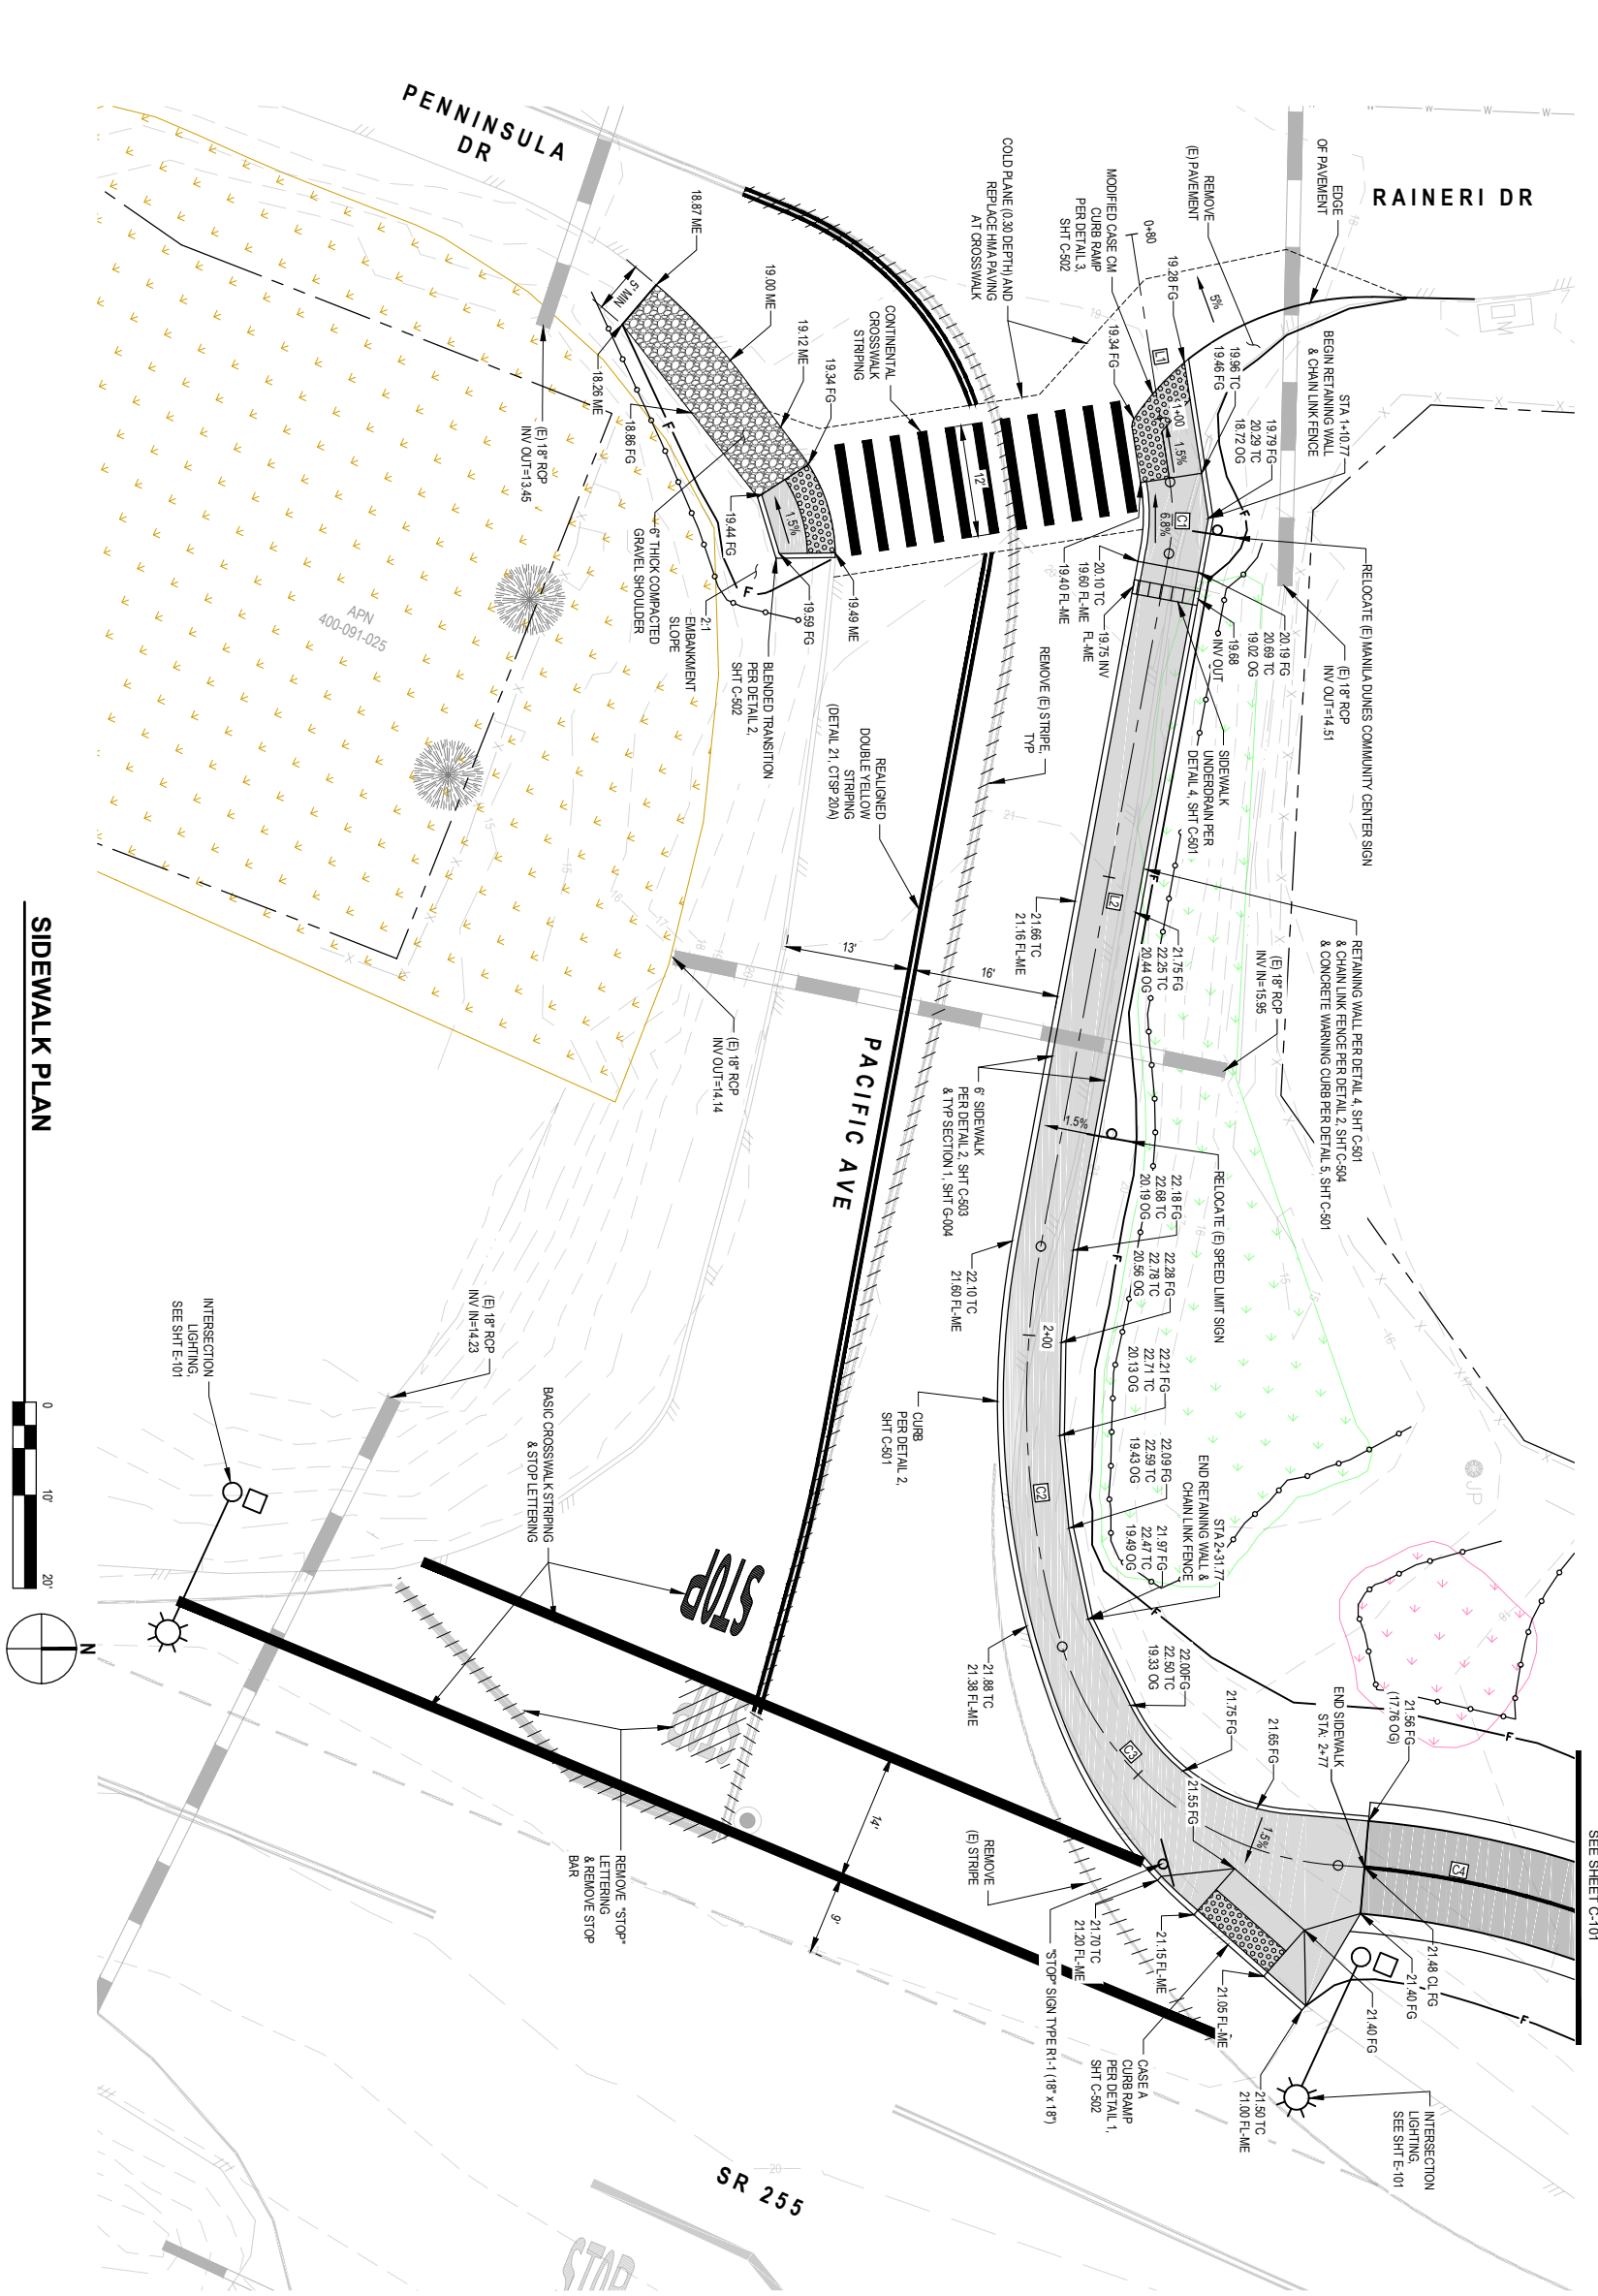 PENNINSULA
DR
RAINERI DR
EDGE
OF PAVEMENT
REMOVE
(E) PAVEMENT
MODIFIED CASE CM
CURB RAMP
PER DETAIL 3,
SHT C-502
COLD PLANE (0.30 DEPTH) AND
REPLACE HMA PAVING
AT CROSSWALK
0+80
19.28 FG
5%
L1
19.34 FG
1+00
1.5%
19.96 TC
19.46 FG
STA 1+10.77
BEGIN RETAINING WALL
& CHAIN LINK FENCE
19.79 FG
20.29 TC
18.72 OG
C1
6.8%
RELOCATE (E) MANILA DUNES COMMUNITY CENTER SIGN
(E) 18" RCP
INV OUT=14.51
20.19 FG
20.69 TC
19.02 OG
19.68
INV OUT
SIDEWALK
UNDERDRAIN PER
DETAIL 4, SHT C-501
19.40 FL-ME
20.10 TC
19.60 FL-ME
19.75 INV
FL-ME
18.87 ME
5' MIN
19.00 ME
19.12 ME
19.34 FG
CONTINENTAL
CROSSWALK
STRIPING
12'
18.26 ME
18.86 FG
(E) 18" RCP
INV OUT=13.45
19.44 FG
1.5%
19.49 ME
19.59 FG
6" THICK COMPACTED
GRAVEL SHOULDER
2:1
EMBANKMENT
SLOPE
BLENDED TRANSITION
PER DETAIL 2,
SHT C-502
APN
400-091-025
REMOVE (E) STRIPE,
TYP
REALIGNED
DOUBLE YELLOW
STRIPING
(DETAIL 21, CTSP 20A)
L2
21.66 TC
21.16 FL-ME
21.75 FG
22.25 TC
20.44 OG
RETAINING WALL PER DETAIL 4, SHT C-501
& CHAIN LINK FENCE PER DETAIL 2, SHT C-504
& CONCRETE WARNING CURB PER DETAIL 5, SHT C-501
(E) 18" RCP
INV IN=15.95
13'
16'
(E) 18" RCP
INV OUT=14.14
PACIFIC AVE
6' SIDEWALK
PER DETAIL 2, SHT C-503
& TYP SECTION 1, SHT G-004
1.5%
RELOCATE (E) SPEED LIMIT SIGN
22.18 FG
22.68 TC
20.19 OG
22.28 FG
22.78 TC
20.56 OG
22.10 TC
21.60 FL-ME
2+00
22.21 FG
22.71 TC
20.13 OG
22.09 FG
22.59 TC
19.43 OG
STA 2+31.77
END RETAINING WALL &
CHAIN LINK FENCE
21.97 FG
22.47 TC
19.49 OG
CURB
PER DETAIL 2,
SHT C-501
C2
22.00FG
22.50 TC
19.33 OG
21.88 TC
21.38 FL-ME
21.75 FG
21.65 FG
C3
21.55 FG
1.5%
END SIDEWALK
STA: 2+77
21.56 FG
(17.76 OG)
JP
C4
SEE SHEET C-101
21.48 CL FG
21.40 FG
21.40 FG
REMOVE
(E) STRIPE
21.70 TC
21.20 FL-ME
"STOP" SIGN TYPE R1-1 (18" x 18")
21.15 FL-ME
21.05 FL-ME
CASE A
CURB RAMP
PER DETAIL 1,
SHT C-502
21.50 TC
21.00 FL-ME
INTERSECTION
LIGHTING,
SEE SHT E-101
(E) 18" RCP
INV IN=14.23
INTERSECTION
LIGHTING,
SEE SHT E-101
BASIC CROSSWALK STRIPING
& STOP LETTERING
STOP
STOP
REMOVE "STOP"
LETTERING
& REMOVE STOP
BAR
14'
9'
SR 255
STOP
SIDEWALK PLAN
0
10'
20'
N